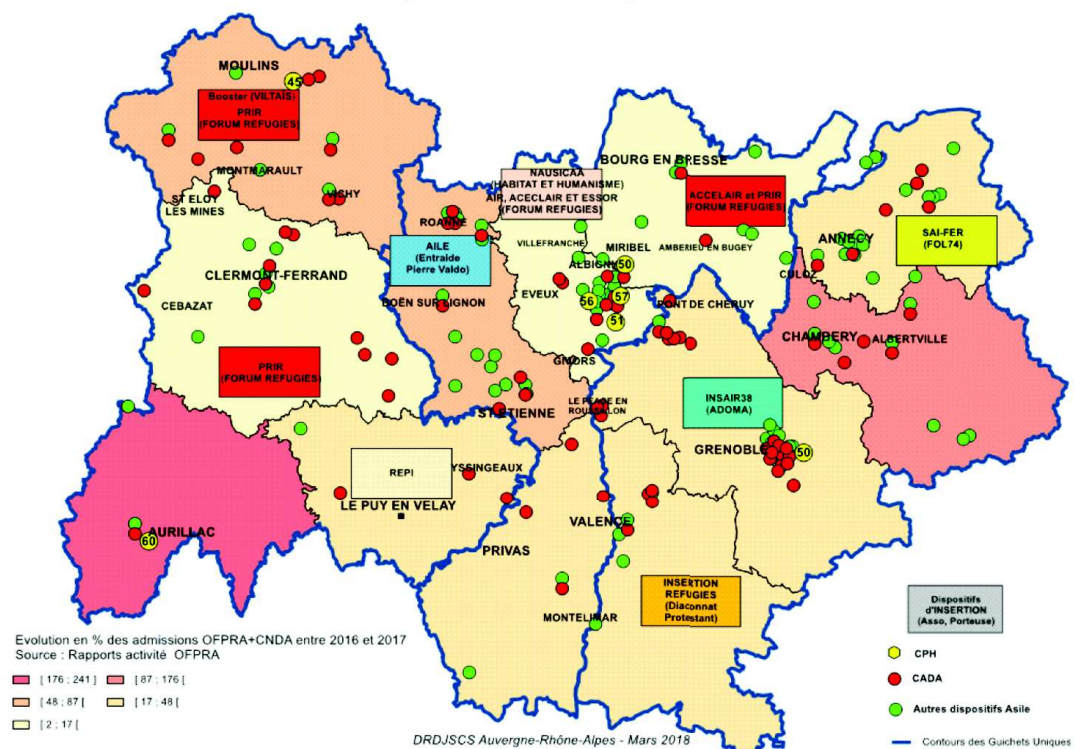 MOULINS
45
Booster (VILTAÏS)
PRIR
(FORUM REFUGIES)
MONTMARAULT
ST ELOY
LES MINES
VICHY
ROANNE
NAUSICAA
(HABITAT ET HUMANISME)
AIR, ACECLAIR ET ESSOR
(FORUM REFUGIES)
BOURG EN BRESSE
ACCELAIR et PRIR
(FORUM REFUGIES)
AMBERIEU EN BUGEY
VILLEFRANCHE
MIRIBEL
ALBIGNY
50
EVEUX
56
57
51
GIVORS
PONT DE CHERUY
CULOZ
ANNECY
SAI-FER
(FOL74)
CLERMONT-FERRAND
CEBAZAT
AILE
(Entraide
Pierre Valdo)
BOËN SUR LIGNON
CHAMBERY
ALBERTVILLE
PRIR
(FORUM REFUGIES)
ST ETIENNE
LE PEAGE EN
ROUSSILLON
INSAIR38
(ADOMA)
GRENOBLE
50
REPI
YSSINGEAUX
LE PUY EN VELAY
AURILLAC
60
VALENCE
PRIVAS
MONTELIMAR
INSERTION
REFUGIES
(Diaconnat
Protestant)
Dispositifs
d'INSERTION
(Asso, Porteuse)
CPH
CADA
Autres dispositifs Asile
Contours des Guichets Uniques
Evolution en % des admissions OFPRA+CNDA entre 2016 et 2017
Source : Rapports activité OFPRA
[ 176 ; 241 ]
[ 87 ; 176 [
[ 48 ; 87 [
[ 17 ; 48 [
[ 2 ; 17 [
DRDJSCS Auvergne-Rhône-Alpes - Mars 2018